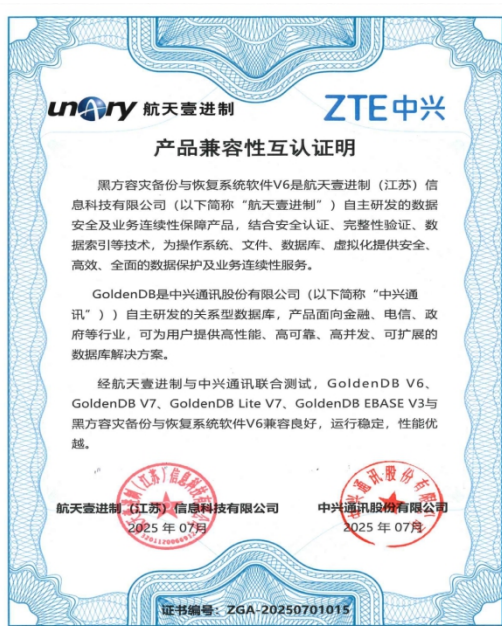 unary 航天壹进制
ZTE中兴
产品兼容性互认证明
黑方容灾备份与恢复系统软件V6是航天壹进制（江苏）信
息科技有限公司（以下简称“航天壹进制”）自主研发的数据
安全及业务连续性保障产品，结合安全认证、完整性验证、数
据索引等技术，为操作系统、文件、数据库、虚拟化提供安全、
高效、全面的数据保护及业务连续性服务。
GoldenDB是中兴通讯股份有限公司（以下简称“中兴通
讯”））自主研发的关系型数据库，产品面向金融、电信、政
府等行业，可为用户提供高性能、高可靠、高并发、可扩展的
数据库解决方案。
经航天壹进制与中兴通讯联合测试，GoldenDB V6、
GoldenDB V7、GoldenDB Lite V7、GoldenDB EBASE V3与
黑方容灾备份与恢复系统软件V6兼容良好，运行稳定，性能优
越。
航天壹进制（江苏）信息科技有限公司
2025 年 07月
中兴通讯股份有限公司
2025 年 07月
证书编号：ZGA-20250701015